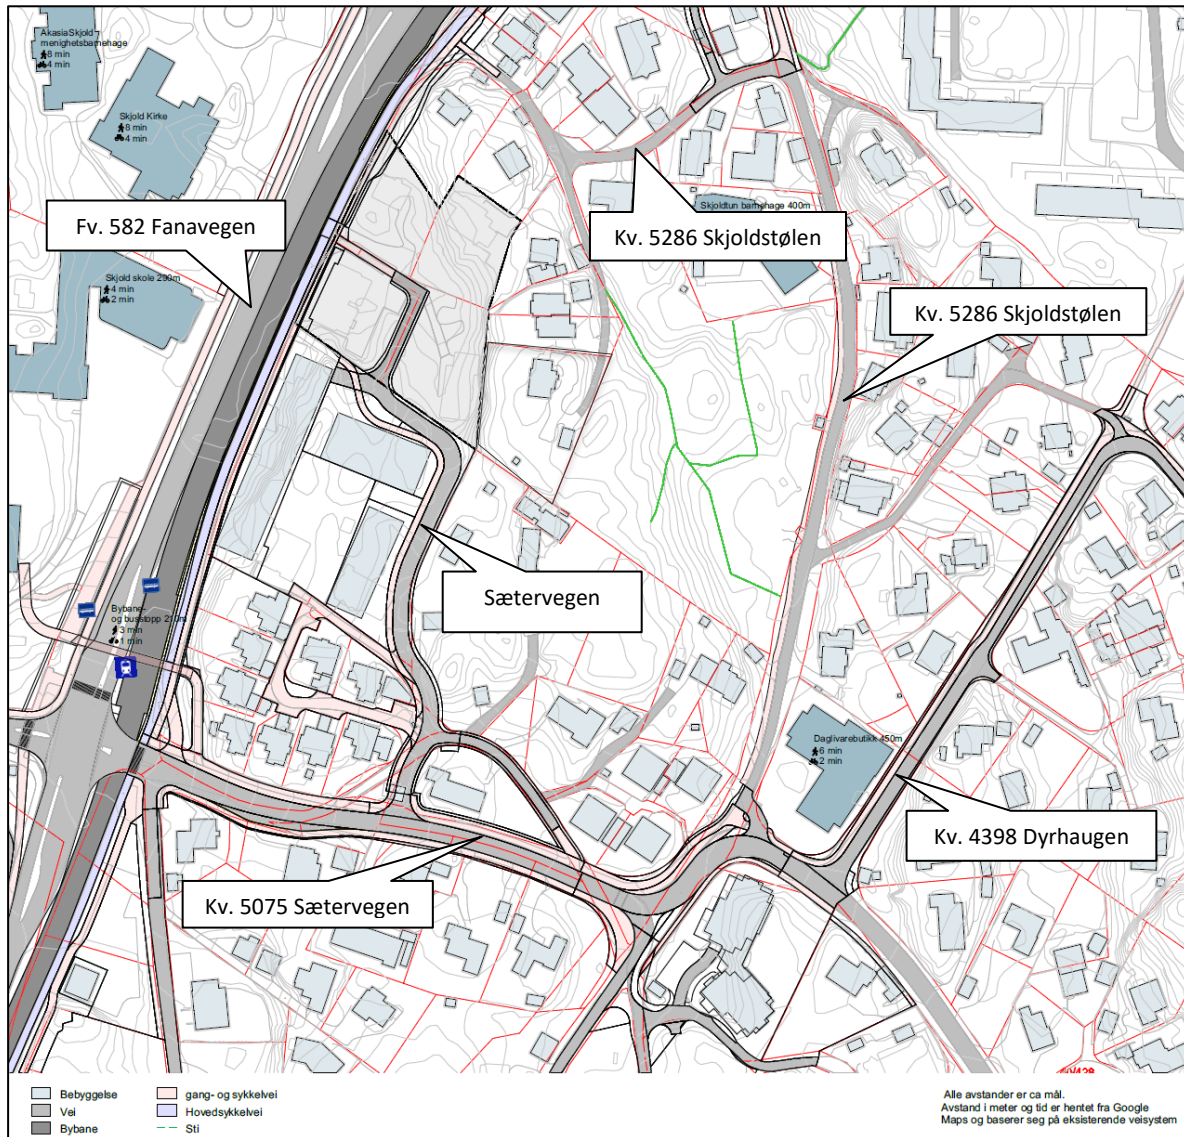 AkasiaSkjold
menighetsbarnehage
8 min
4 min
Skjold Kirke
8 min
4 min
Fv. 582 Fanavegen
Skjoldtun barnehage 400m
Kv. 5286 Skjoldstølen
Skjold skole 290m
4 min
2 min
Kv. 5286 Skjoldstølen
Sætervegen
Bybane-
og busstopp 210m
3 min
1 min
Daglivarebutikk 450m
6 min
2 min
Kv. 4398 Dyrhaugen
Kv. 5075 Sætervegen
Bebyggelse
Vei
Bybane
gang- og sykkelvei
Hovedsykkelvei
Sti
Alle avstander er ca mål.
Avstand i meter og tid er hentet fra Google
Maps og baserer seg på eksisterende veisystem